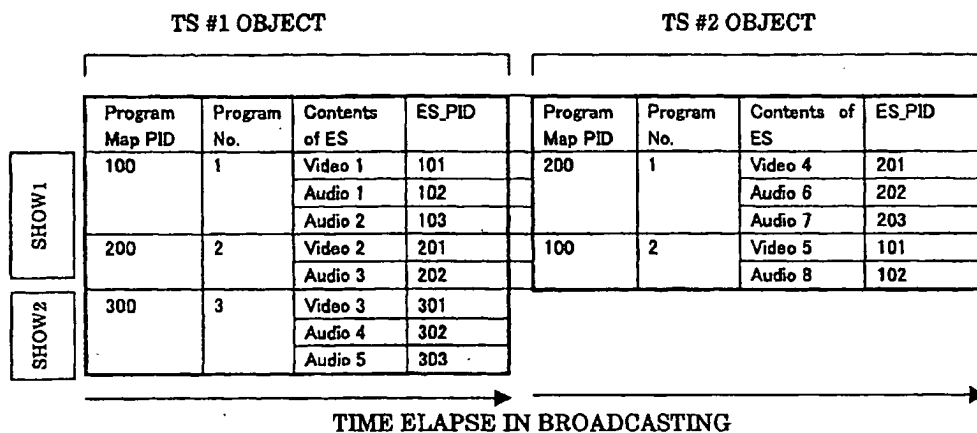 TS #1 OBJECT TS #2 OBJECT
Program Map PID Program No. Contents of ES ES_PID Program Map PID Program No. Contents of ES ES_PID
SHOW1
100 1 Video 1 101 200 1 Video 4 201
Audio 1 102 Audio 6 202
Audio 2 103 Audio 7 203
200 2 Video 2 201 100 2 Video 5 101
Audio 3 202 Audio 8 102
SHOW2
300 3 Video 3 301
Audio 4 302
Audio 5 303
TIME ELAPSE IN BROADCASTING